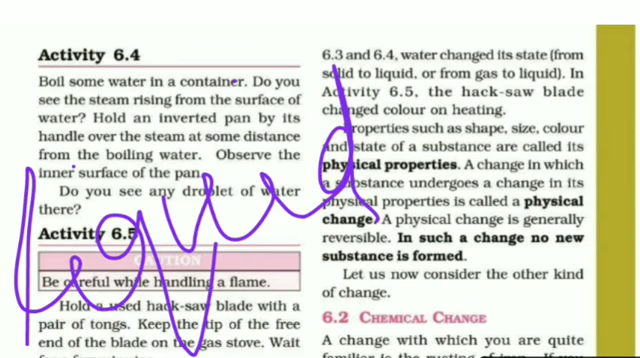 Activity 6.4
Boil some water in a container. Do you
see the steam rising from the surface of
water? Hold an inverted pan by its
handle over the steam at some distance
from the boiling water. Observe the
inner surface of the pan.
Do you see any droplet of water
there?
Activity 6.5
CAUTION
Be careful while handling a flame.
Hold a used hack-saw blade with a
pair of tongs. Keep the tip of the free
end of the blade on the gas stove. Wait
6.3 and 6.4, water changed its state (from
solid to liquid, or from gas to liquid). In
Activity 6.5, the hack-saw blade
changed colour on heating.
Properties such as shape, size, colour
and state of a substance are called its
physical properties. A change in which
a substance undergoes a change in its
physical properties is called a physical
change. A physical change is generally
reversible. In such a change no new
substance is formed.
Let us now consider the other kind
of change.
6.2 CHEMICAL CHANGE
A change with which you are quite